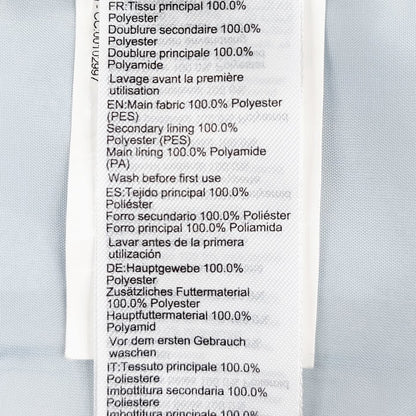 FR:Tissu principal 100.0%
Polyester
Doublure secondaire 100.0%
Polyester
Doublure principale 100.0%
Polyamide
Lavage avant la première
utilisation
EN:Main fabric 100.0% Polyester
(PES)
Secondary lining 100.0%
Polyester (PES)
Main lining 100.0% Polyamide
(PA)
Wash before first use
ES:Tejido principal 100.0%
Poliéster
Forro secundario 100.0% Poliéster
Forro principal 100.0% Poliamida
Lavar antes de la primera
utilización
DE:Hauptgewebe 100.0%
Polyester
Zusätzliches Futtermaterial
100.0% Polyester
Hauptfuttermaterial 100.0%
Polyamid
Vor dem ersten Gebrauch
waschen
IT:Tessuto principale 100.0%
Poliestere
Imbottitura secondaria 100.0%
Poliestere
Imbottitura principale 100.0%